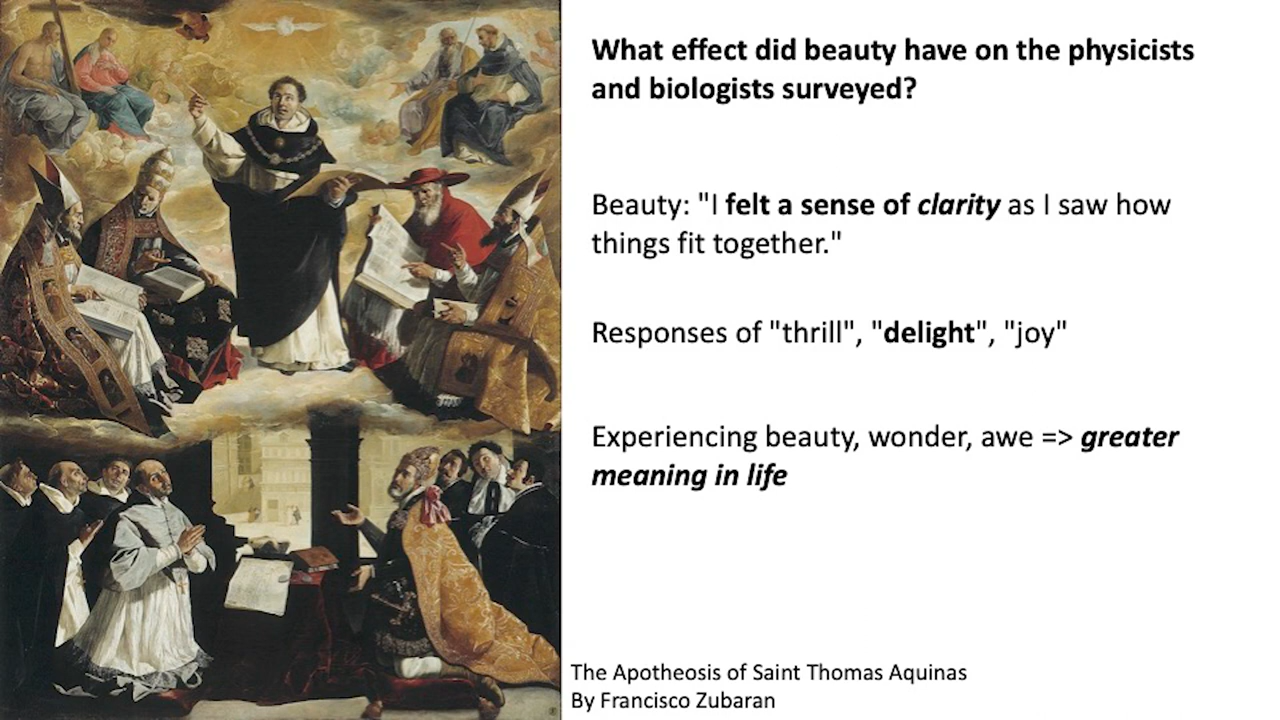 What effect did beauty have on the physicists
and biologists surveyed?
Beauty: "I felt a sense of clarity as I saw how
things fit together."
Responses of "thrill", "delight", "joy"
Experiencing beauty, wonder, awe => greater
meaning in life
The Apotheosis of Saint Thomas Aquinas
By Francisco Zubaran